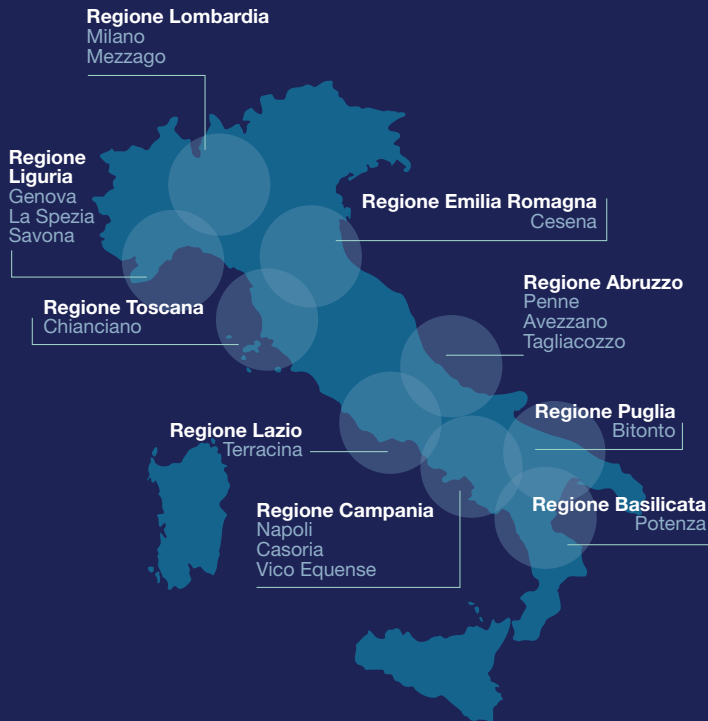 Regione Lombardia
Milano
Mezzago
Regione
Liguria
Genova
La Spezia
Savona
Regione Emilia Romagna
Cesena
Regione Toscana
Chianciano
Regione Abruzzo
Penne
Avezzano
Tagliacozzo
Regione Lazio
Terracina
Regione Puglia
Bitonto
Regione Campania
Napoli
Casoria
Vico Equense
Regione Basilicata
Potenza